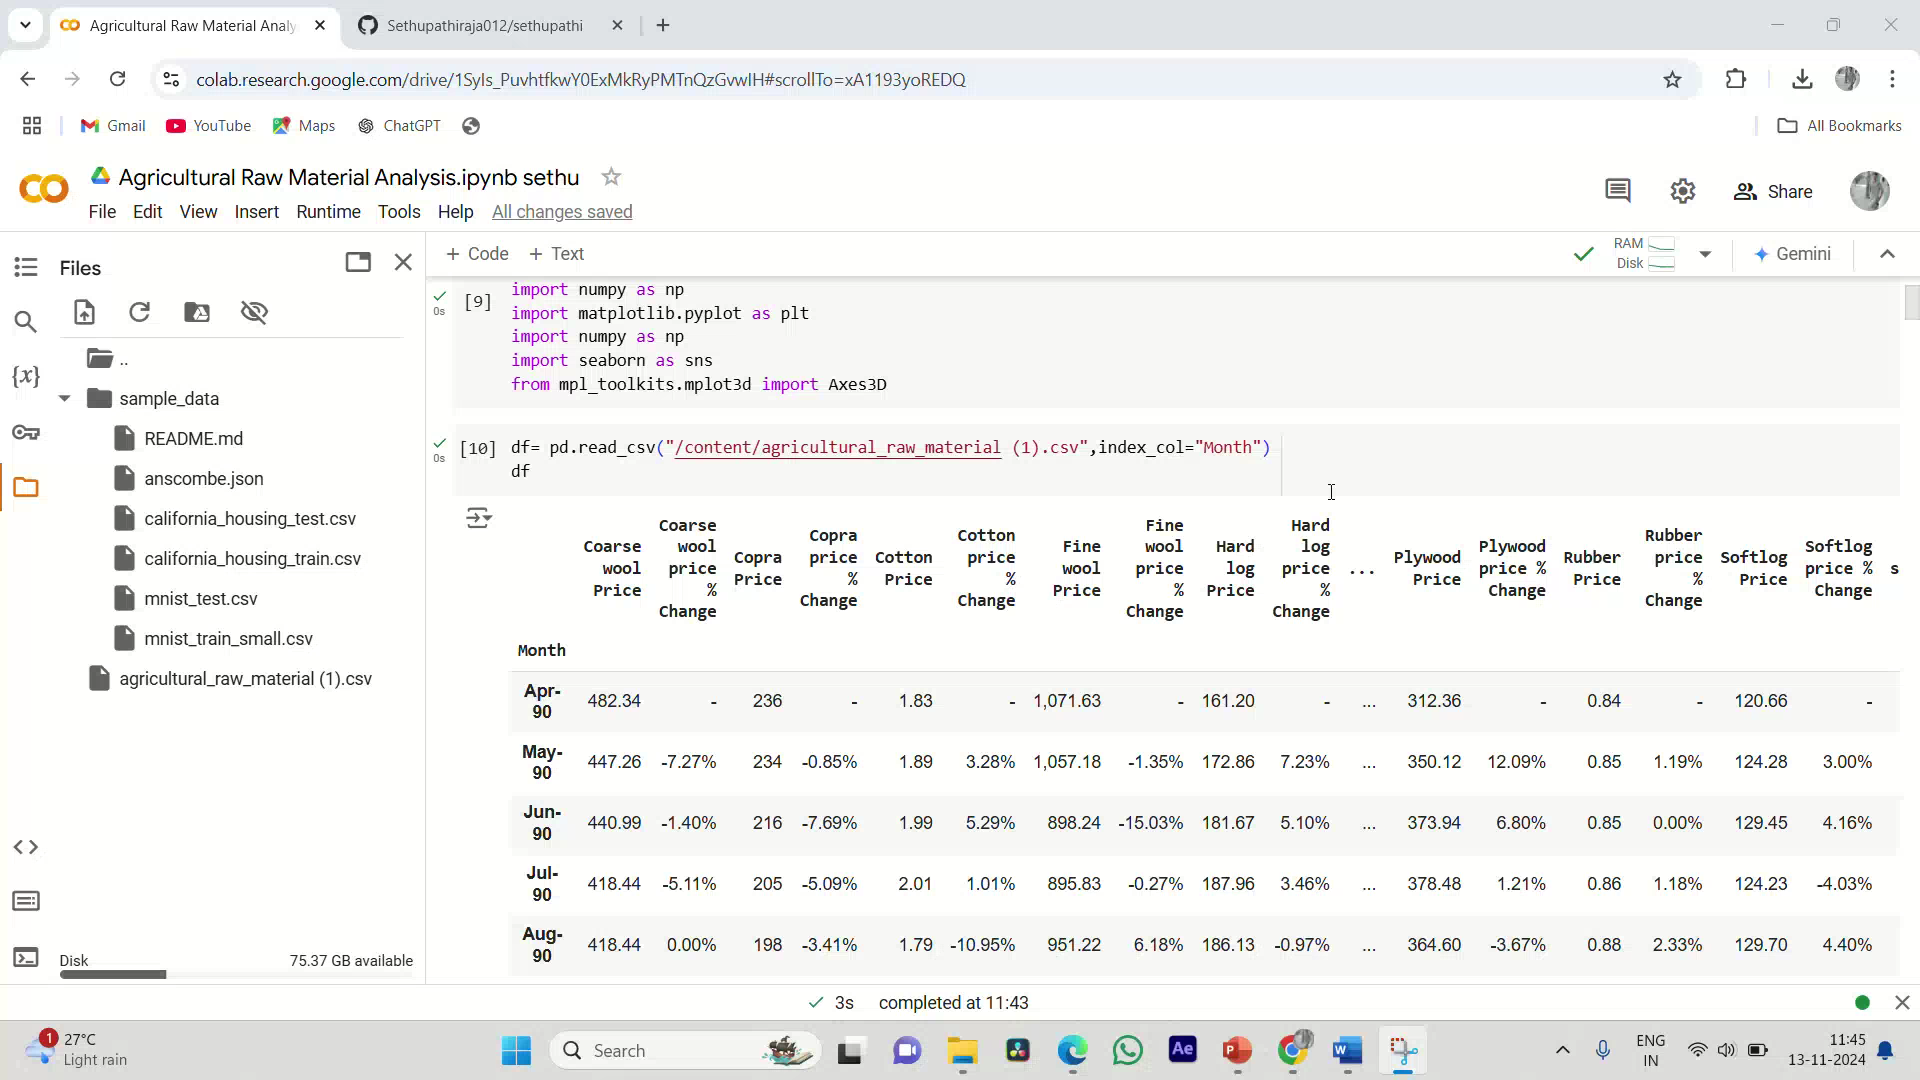 Agricultural Raw Material Analy
Sethupathiraja012/sethupathi
colab.research.google.com/drive/1SyIs_PuvhtfkwY0ExMkRyPMTnQzGvwIH#scrollTo=xA1193yoREDQ
Gmail YouTube Maps ChatGPT All Bookmarks
Agricultural Raw Material Analysis.ipynb sethu
File Edit View Insert Runtime Tools Help All changes saved
Share
Files
+ Code + Text
RAM
Disk
Gemini
..
sample_data
README.md
anscombe.json
california_housing_test.csv
california_housing_train.csv
mnist_test.csv
mnist_train_small.csv
agricultural_raw_material (1).csv
Disk 75.37 GB available
{x}
0s
[9]
import numpy as np
import matplotlib.pyplot as plt
import numpy as np
import seaborn as sns
from mpl_toolkits.mplot3d import Axes3D
0s
[10] df= pd.read_csv("/content/agricultural_raw_material (1).csv",index_col="Month")
df
Coarse wool Price Coarse wool price % Change Copra Price Copra price % Change Cotton Price Cotton price % Change Fine wool Price Fine wool price % Change Hard log Price Hard log price % Change ... Plywood Price Plywood price % Change Rubber Price Rubber price % Change Softlog Price Softlog price % Change s
Month
Apr-90 482.34 - 236 - 1.83 - 1,071.63 - 161.20 - ... 312.36 - 0.84 - 120.66 -
May-90 447.26 -7.27% 234 -0.85% 1.89 3.28% 1,057.18 -1.35% 172.86 7.23% ... 350.12 12.09% 0.85 1.19% 124.28 3.00%
Jun-90 440.99 -1.40% 216 -7.69% 1.99 5.29% 898.24 -15.03% 181.67 5.10% ... 373.94 6.80% 0.85 0.00% 129.45 4.16%
Jul-90 418.44 -5.11% 205 -5.09% 2.01 1.01% 895.83 -0.27% 187.96 3.46% ... 378.48 1.21% 0.86 1.18% 124.23 -4.03%
Aug-90 418.44 0.00% 198 -3.41% 1.79 -10.95% 951.22 6.18% 186.13 -0.97% ... 364.60 -3.67% 0.88 2.33% 129.70 4.40%
3s completed at 11:43
1
27°C
Light rain
Search
Ae
ENG
IN
11:45
13-11-2024